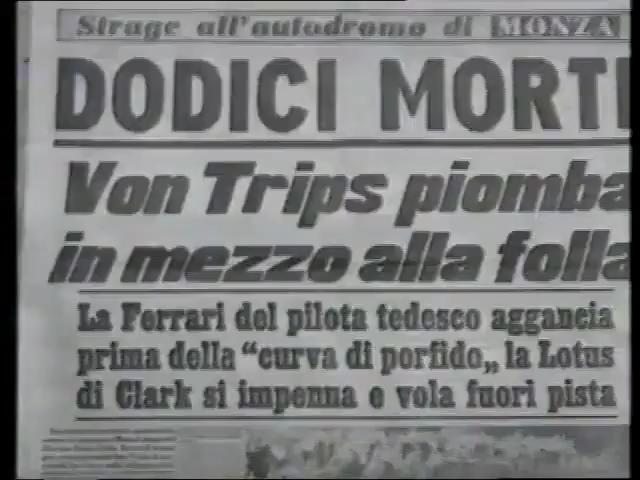 Strage all'autodromo di MONZA
DODICI MORTI
Von Trips piomba
in mezzo alla folla
La Ferrari del pilota tedesco aggancia
prima della "curva di porfido„ la Lotus
di Clark si impenna e vola fuori pista